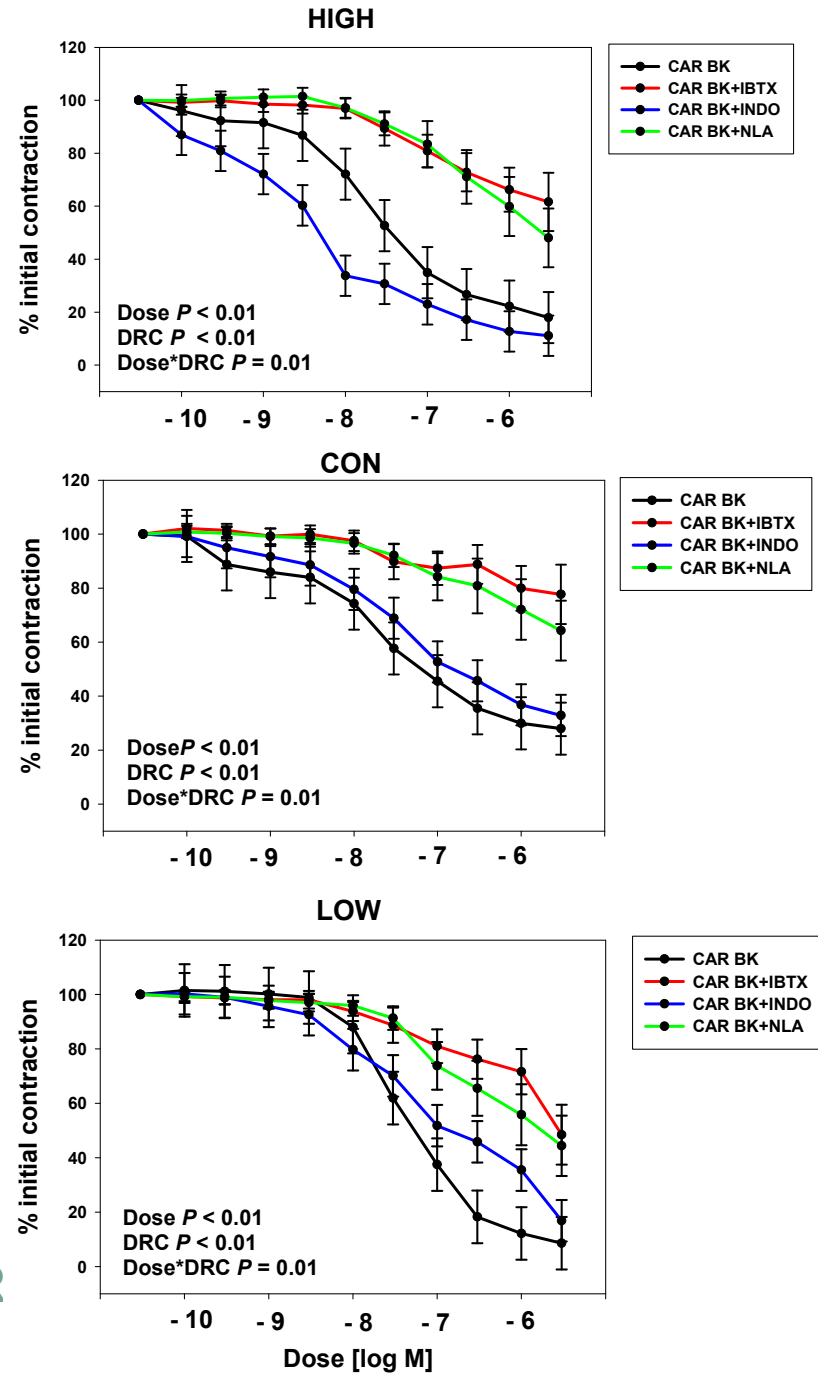 HIGH
CAR BK
CAR BK+IBTX
CAR BK+INDO
CAR BK+NLA
% initial contraction
120
100
80
60
40
20
0
Dose P < 0.01
DRC P < 0.01
Dose*DRC P = 0.01
- 10 - 9 - 8 - 7 - 6
CON
CAR BK
CAR BK+IBTX
CAR BK+INDO
CAR BK+NLA
% initial contraction
120
100
80
60
40
20
0
DoseP < 0.01
DRC P < 0.01
Dose*DRC P = 0.01
- 10 - 9 - 8 - 7 - 6
LOW
CAR BK
CAR BK+IBTX
CAR BK+INDO
CAR BK+NLA
% initial contraction
120
100
80
60
40
20
0
Dose P < 0.01
DRC P < 0.01
Dose*DRC P = 0.01
- 10 - 9 - 8 - 7 - 6
Dose [log M]